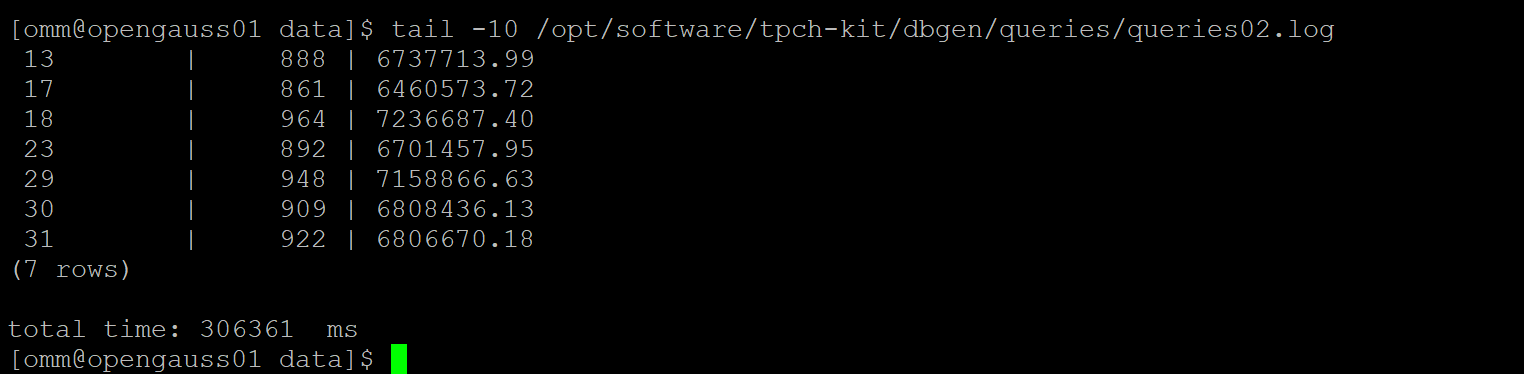 [omm@opengauss01 data]$ tail -10 /opt/software/tpch-kit/dbgen/queries/queries02.log
 13         |      888 | 6737713.99
 17         |      861 | 6460573.72
 18         |      964 | 7236687.40
 23         |      892 | 6701457.95
 29         |      948 | 7158866.63
 30         |      909 | 6808436.13
 31         |      922 | 6806670.18
(7 rows)

total time: 306361  ms
[omm@opengauss01 data]$